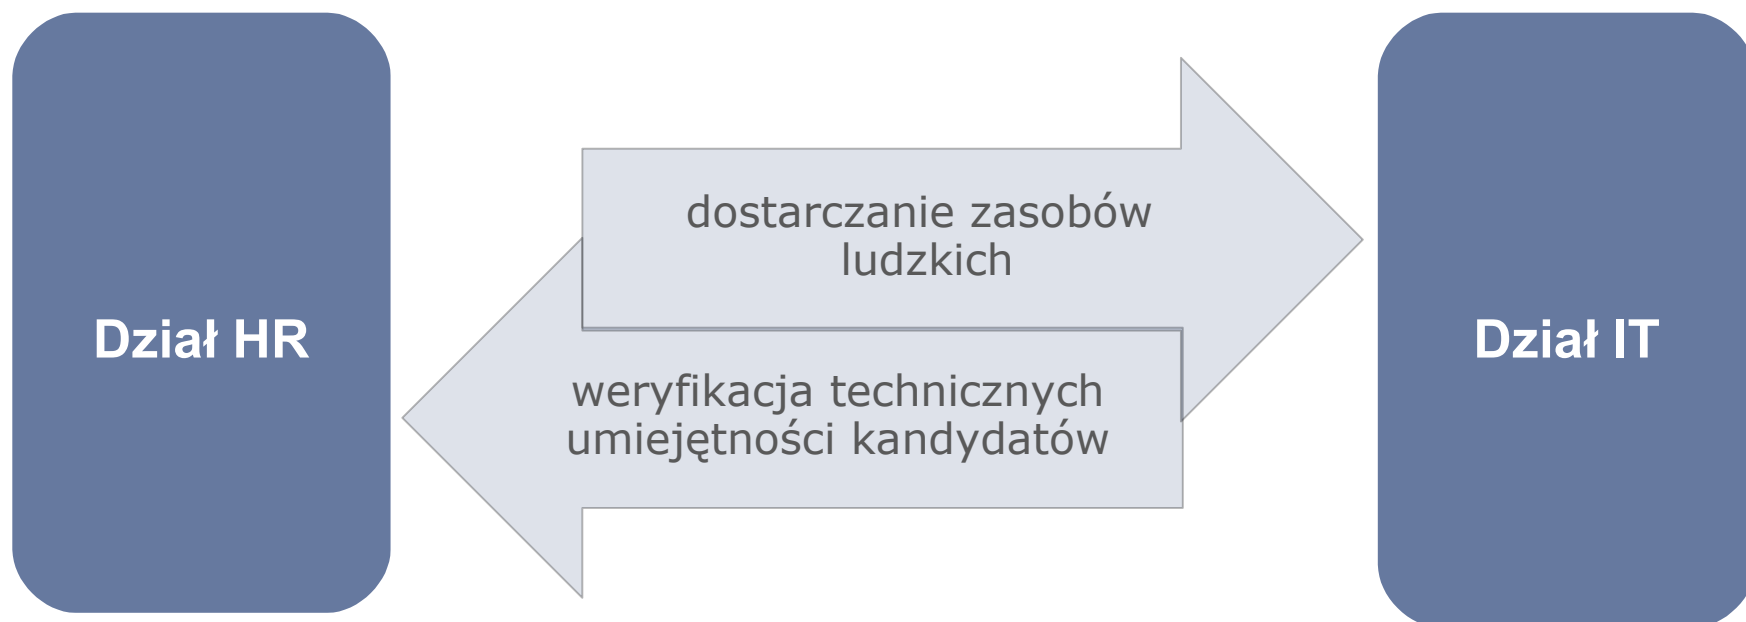 Dział HR
dostarczanie zasobów
ludzkich
weryfikacja technicznych
umiejętności kandydatów
Dział IT